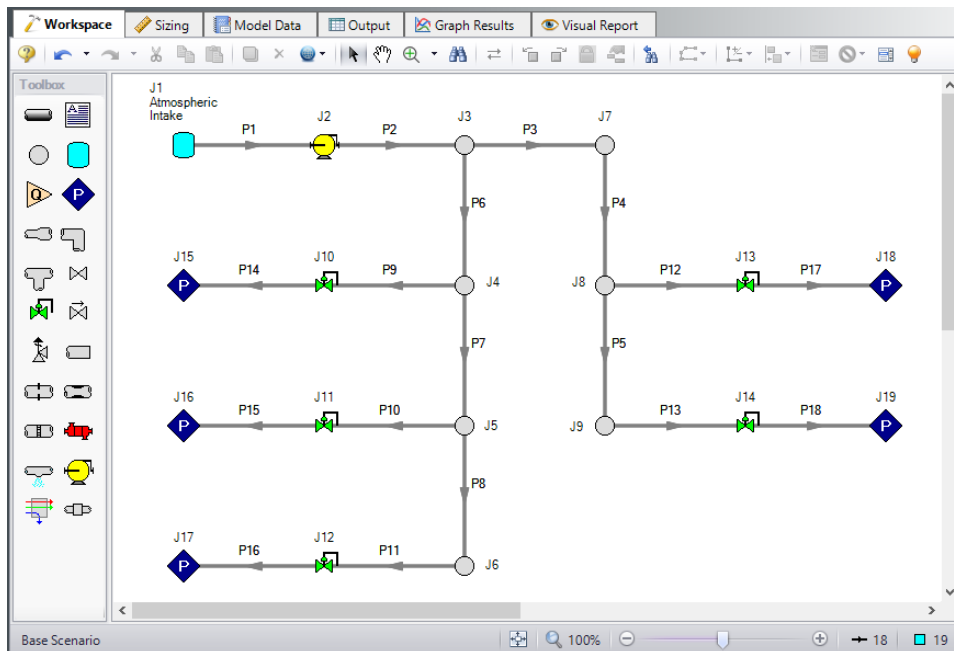 Workspace
Sizing
Model Data
Output
Graph Results
Visual Report
Toolbox
A
Q
P
J1
Atmospheric
Intake
P1
J2
P2
J3
P3
J7
P6
P4
J15
P14
J10
P9
J4
J8
P12
J13
P17
J18
P
P
P7
P5
J16
P15
J11
P10
J5
J9
P13
J14
P18
J19
P
P
P8
J17
P16
J12
P11
J6
P
Base Scenario
100%
18
19